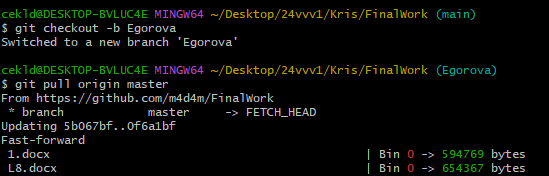 cekld@DESKTOP-BVLUC4E MINGW64 ~/Desktop/24vvv1/Kris/FinalWork (main)
$ git checkout -b Egorova
Switched to a new branch 'Egorova'
cekld@DESKTOP-BVLUC4E MINGW64 ~/Desktop/24vvv1/Kris/FinalWork (Egorova)
$ git pull origin master
From https://github.com/m4d4m/FinalWork
 * branch            master     -> FETCH_HEAD
Updating 5b067bf..0f6a1bf
Fast-forward
 1.docx                                             | Bin 0 -> 594769 bytes
 L8.docx                                            | Bin 0 -> 654367 bytes